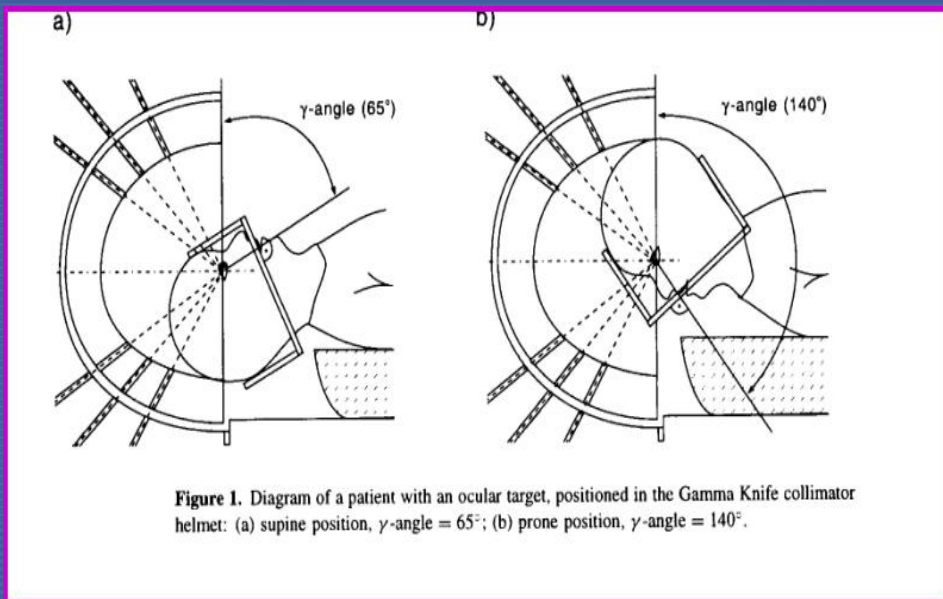 a)
b)
γ-angle (65°)
γ-angle (140°)
Figure 1. Diagram of a patient with an ocular target, positioned in the Gamma Knife collimator
helmet: (a) supine position, γ-angle = 65°; (b) prone position, γ-angle = 140°.